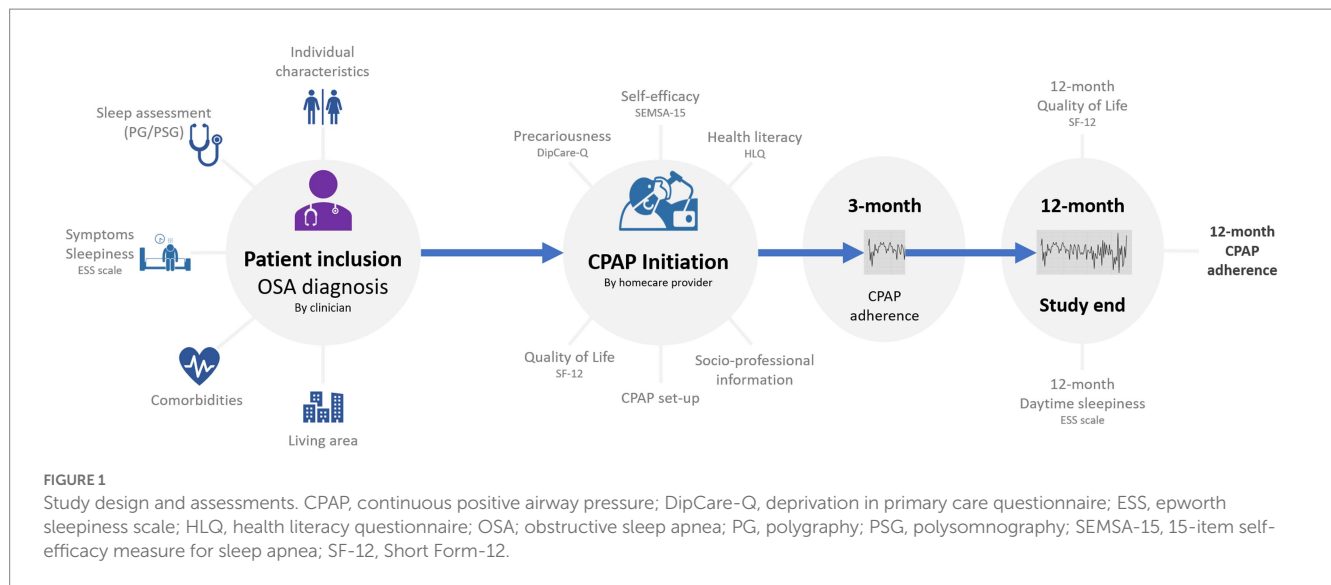 Individual
characteristics
Sleep assessment
(PG/PSG)
Symptoms
Sleepiness
ESS scale
Comorbidities
Living area
Patient inclusion
OSA diagnosis
By clinician
Self-efficacy
SEMSA-15
Precariousness
DipCare-Q
Health literacy
HLQ
CPAP Initiation
By homecare provider
Quality of Life
SF-12
CPAP set-up
Socio-professional
information
3-month
CPAP
adherence
12-month
Quality of Life
SF-12
12-month
Study end
12-month
CPAP
adherence
12-month
Daytime sleepiness
ESS scale
FIGURE 1
Study design and assessments. CPAP, continuous positive airway pressure; DipCare-Q, deprivation in primary care questionnaire; ESS, epworth
sleepiness scale; HLQ, health literacy questionnaire; OSA; obstructive sleep apnea; PG, polygraphy; PSG, polysomnography; SEMSA-15, 15-item self-
efficacy measure for sleep apnea; SF-12, Short Form-12.